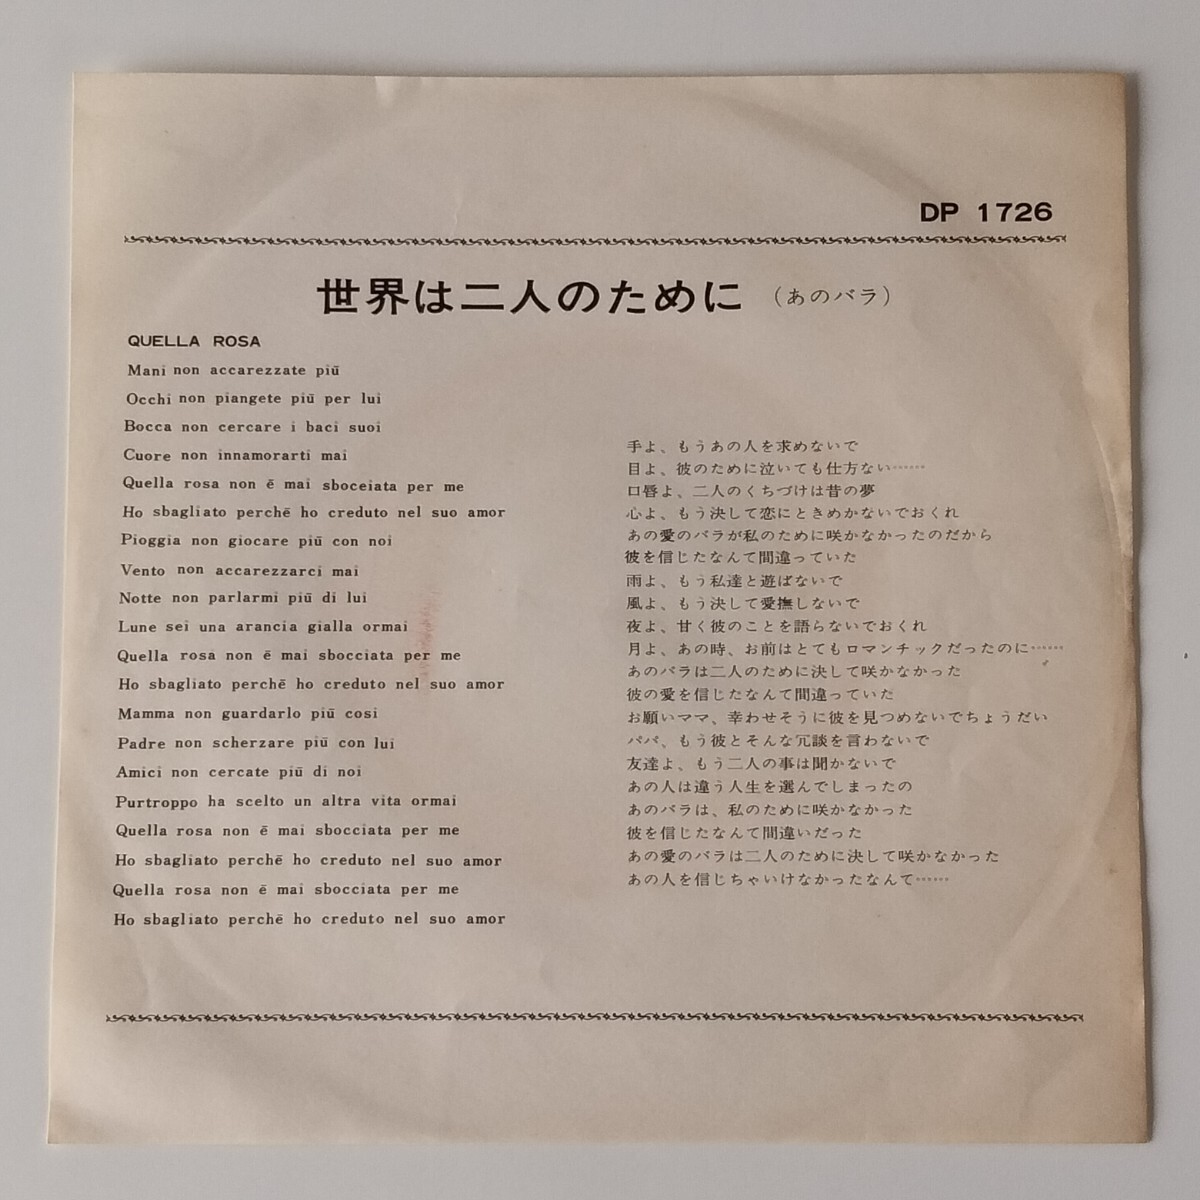 DP 1726
世界は二人のために （あのバラ）
QUELLA ROSA
Mani non accarezzate piū
Occhi non piangete piū per lui
Bocca non cercare i baci suoi
Cuore non innamorarti mai
Quella rosa non ē mai sboceiata per me
Ho sbagliato perchē ho creduto nel suo amor
Pioggia non giocare piū con noi
Vento non accarezzarci mai
Notte non parlarmi piū di lui
Lune sei una arancia gialla ormai
Quella rosa non ē mai sbocciata per me
Ho sbagliato perchē ho creduto nel suo amor
Mamma non guardarlo piū cosi
Padre non scherzare piū con lui
Amici non cercate piū di noi
Purtroppo ha scelto un altra vita ormai
Quella rosa non ē mai sbocciata per me
Ho sbagliato perchē ho creduto nel suo amor
Quella rosa non ē mai sbocciata per me
Ho sbagliato perchē ho creduto nel suo amor
手よ、もうあの人を求めないで
目よ、彼のために泣いても仕方ない……
口唇よ、二人のくちづけは昔の夢
心よ、もう決して恋にときめかないでおくれ
あの愛のバラが私のために咲かなかったのだから
彼を信じたなんて間違っていた
雨よ、もう私達と遊ばないで
風よ、もう決して愛撫しないで
夜よ、甘く彼のことを語らないでおくれ
月よ、あの時、お前はとてもロマンチックだったのに……
あのバラは二人のために決して咲かなかった
彼の愛を信じたなんて間違っていた
お願いママ、幸わせそうに彼を見つめないでちょうだい
パパ、もう彼とそんな冗談を言わないで
友達よ、もう二人の事は聞かないで
あの人は違う人生を選んでしまったの
あのバラは、私のために咲かなかった
彼を信じたなんて間違いだった
あの愛のバラは二人のために決して咲かなかった
あの人を信じちゃいけなかったなんて……